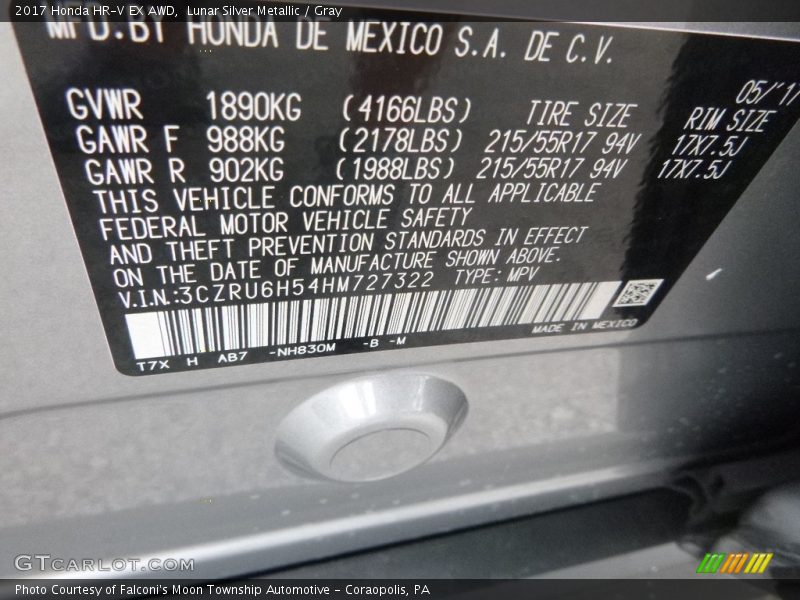 2017 Honda HR-V EX AWD,  Lunar Silver Metallic / Gray
MFD.BY HONDA DE MEXICO S.A. DE C.V.
05/'17
GVWR 1890KG (4166LBS) TIRE SIZE RIM SIZE
GAWR F 988KG (2178LBS) 215/55R17 94V 17X7.5J
GAWR R 902KG (1988LBS) 215/55R17 94V 17X7.5J
THIS VEHICLE CONFORMS TO ALL APPLICABLE
FEDERAL MOTOR VEHICLE SAFETY
AND THEFT PREVENTION STANDARDS IN EFFECT
ON THE DATE OF MANUFACTURE SHOWN ABOVE.
V.I.N:3CZRU6H54HM727322 TYPE: MPV
T7X H AB7 -NH830M -B -M MADE IN MEXICO
GTCarLot.com
Photo Courtesy of Falconi's Moon Township Automotive - Coraopolis, PA